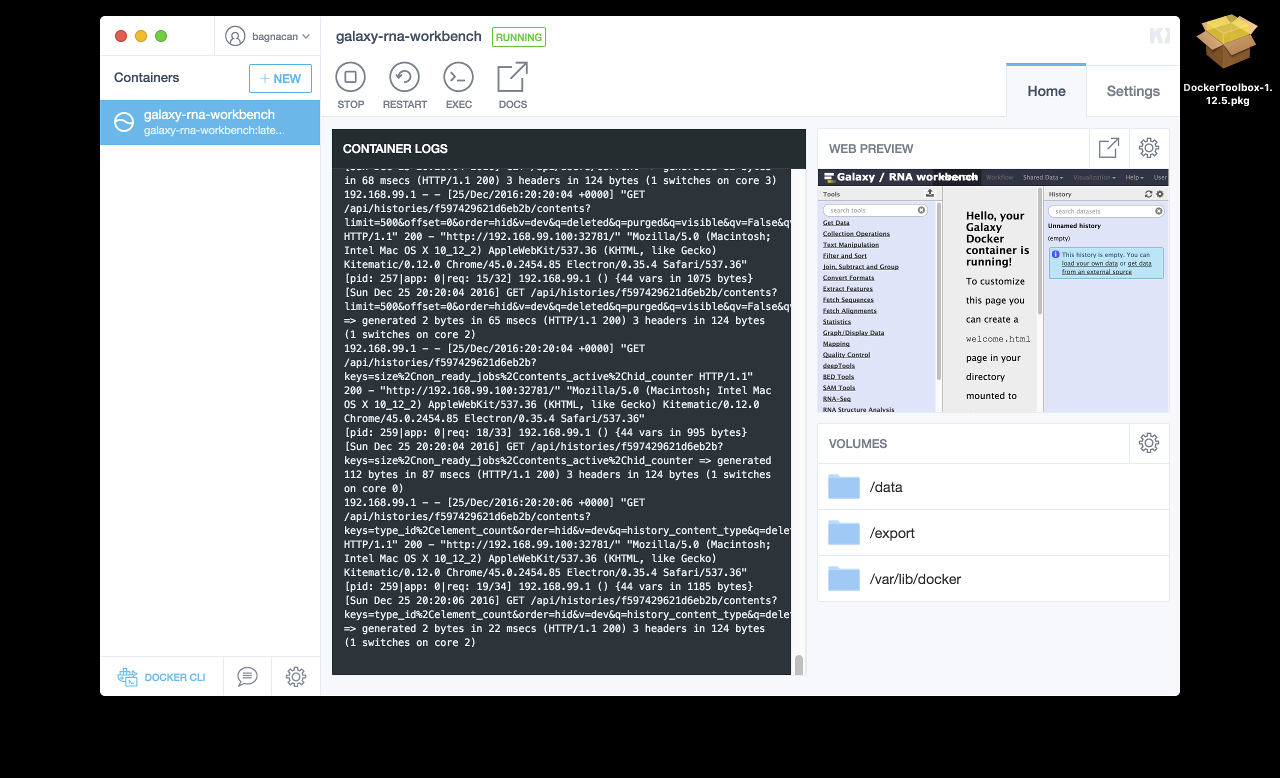 bagnacan
galaxy-rna-workbench RUNNING
Containers
+ NEW
STOP
RESTART
EXEC
DOCS
Home
Settings
galaxy-rna-workbench
galaxy-rna-workbench:late...
CONTAINER LOGS
in 68 msecs (HTTP/1.1 200) 3 headers in 124 bytes (1 switches on core 3)
192.168.99.1 - - [25/Dec/2016:20:20:04 +0000] "GET
/api/histories/f597429621d6eb2b/contents?
limit=500&offset=0&order=hid&v=dev&q=deleted&q=purged&q=visible&qv=False&q
HTTP/1.1" 200 - "http://192.168.99.100:32781/" "Mozilla/5.0 (Macintosh;
Intel Mac OS X 10_12_2) AppleWebKit/537.36 (KHTML, like Gecko)
Kitematic/0.12.0 Chrome/45.0.2454.85 Electron/0.35.4 Safari/537.36"
[pid: 257|app: 0|req: 15/32] 192.168.99.1 () {44 vars in 1075 bytes}
[Sun Dec 25 20:20:04 2016] GET /api/histories/f597429621d6eb2b/contents?
limit=500&offset=0&order=hid&v=dev&q=deleted&q=purged&q=visible&qv=False&q
=> generated 2 bytes in 65 msecs (HTTP/1.1 200) 3 headers in 124 bytes
(1 switches on core 2)
192.168.99.1 - - [25/Dec/2016:20:20:04 +0000] "GET
/api/histories/f597429621d6eb2b?
keys=size%2Cnon_ready_jobs%2Ccontents_active%2Chid_counter HTTP/1.1"
200 - "http://192.168.99.100:32781/" "Mozilla/5.0 (Macintosh; Intel Mac
OS X 10_12_2) AppleWebKit/537.36 (KHTML, like Gecko) Kitematic/0.12.0
Chrome/45.0.2454.85 Electron/0.35.4 Safari/537.36"
[pid: 259|app: 0|req: 18/33] 192.168.99.1 () {44 vars in 995 bytes}
[Sun Dec 25 20:20:04 2016] GET /api/histories/f597429621d6eb2b?
keys=size%2Cnon_ready_jobs%2Ccontents_active%2Chid_counter => generated
112 bytes in 87 msecs (HTTP/1.1 200) 3 headers in 124 bytes (1 switches
on core 0)
192.168.99.1 - - [25/Dec/2016:20:20:06 +0000] "GET
/api/histories/f597429621d6eb2b/contents?
keys=type_id%2Celement_count&order=hid&v=dev&q=history_content_type&q=dele
HTTP/1.1" 200 - "http://192.168.99.100:32781/" "Mozilla/5.0 (Macintosh;
Intel Mac OS X 10_12_2) AppleWebKit/537.36 (KHTML, like Gecko)
Kitematic/0.12.0 Chrome/45.0.2454.85 Electron/0.35.4 Safari/537.36"
[pid: 259|app: 0|req: 19/34] 192.168.99.1 () {44 vars in 1185 bytes}
[Sun Dec 25 20:20:06 2016] GET /api/histories/f597429621d6eb2b/contents?
keys=type_id%2Celement_count&order=hid&v=dev&q=history_content_type&q=dele
=> generated 2 bytes in 22 msecs (HTTP/1.1 200) 3 headers in 124 bytes
(1 switches on core 2)
WEB PREVIEW
Galaxy / RNA workbench
Workflow Shared Data Visualization Help User
Tools
search tools
Get Data
Collection Operations
Text Manipulation
Filter and Sort
Join, Subtract and Group
Convert Formats
Extract Features
Fetch Sequences
Fetch Alignments
Statistics
Graph/Display Data
Mapping
Quality Control
deepTools
BED Tools
SAM Tools
RNA-Seq
RNA Structure Analysis
Hello, your
Galaxy
Docker
container is
running!
To customize
this page you
can create a
welcome.html
page in your
directory
mounted to
History
search datasets
Unnamed history
(empty)
This history is empty. You can
load your own data or get data
from an external source
VOLUMES
/data
/export
/var/lib/docker
DOCKER CLI
DockerToolbox-1.
12.5.pkg